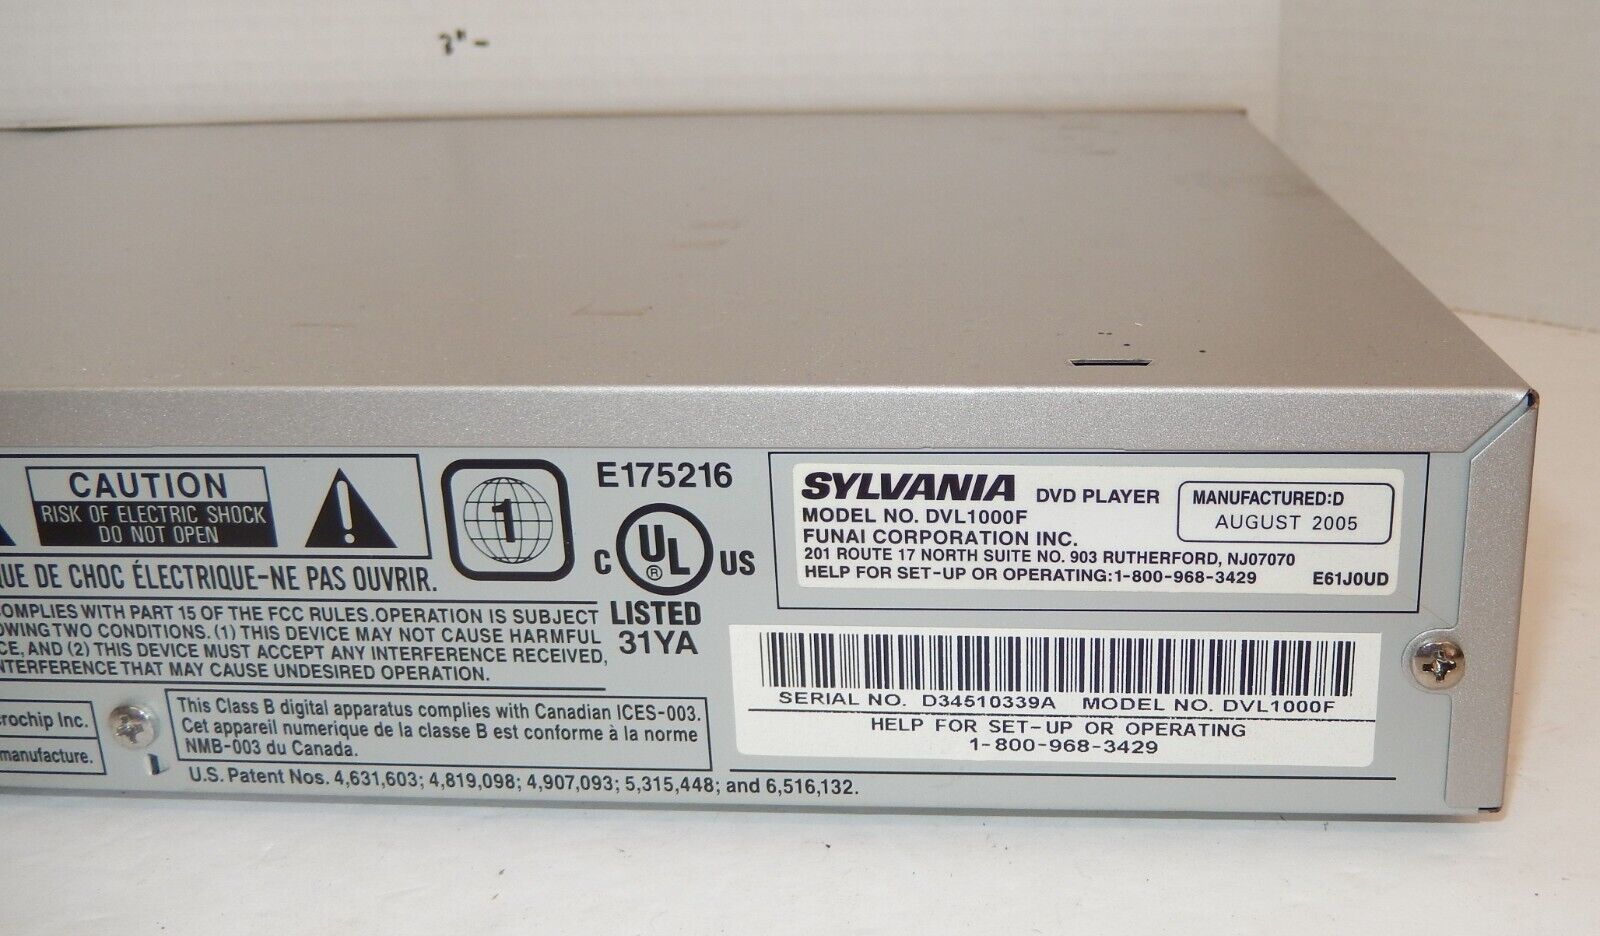 CAUTION
RISK OF ELECTRIC SHOCK
DO NOT OPEN
DE CHOC ÉLECTRIQUE-NE PAS OUVRIR.
COMPLIES WITH PART 15 OF THE FCC RULES.OPERATION IS SUBJECT
TWO CONDITIONS. (1) THIS DEVICE MAY NOT CAUSE HARMFUL
AND (2) THIS DEVICE MUST ACCEPT ANY INTERFERENCE RECEIVED,
INTERFERENCE THAT MAY CAUSE UNDESIRED OPERATION.
Inc.
manufacture.
This Class B digital apparatus complies with Canadian ICES-003.
Cet appareil numerique de la classe B est conforme à la norme
NMB-003 du Canada.
U.S. Patent Nos. 4,631,603; 4,819,098; 4,907,093; 5,315,448; and 6,516,132.
1
E175216
C UL ® US
LISTED
31YA
SYLVANIA DVD PLAYER
MODEL NO. DVL1000F
FUNAI CORPORATION INC.
201 ROUTE 17 NORTH SUITE NO. 903 RUTHERFORD, NJ07070
HELP FOR SET-UP OR OPERATING:1-800-968-3429 E61J0UD
MANUFACTURED:D
AUGUST 2005
SERIAL NO. D34510339A MODEL NO. DVL1000F
HELP FOR SET-UP OR OPERATING
1-800-968-3429